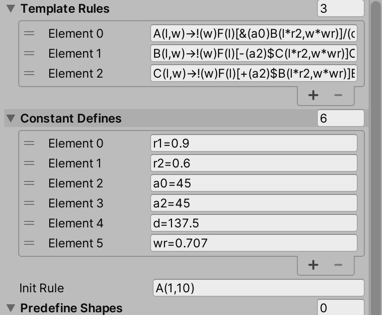 Template Rules 3
Element 0 A(l,w)→!(w)F(l)[&(a0)B(l*r2,w*wr)]/(
Element 1 B(l,w)→!(w)F(l)[-(a2)$C(l*r2,w*wr)]C
Element 2 C(l,w)→!(w)F(l)[+(a2)$B(l*r2,w*wr)]B
+ −
Constant Defines 6
Element 0 r1=0.9
Element 1 r2=0.6
Element 2 a0=45
Element 3 a2=45
Element 4 d=137.5
Element 5 wr=0.707
+ −
Init Rule A(1,10)
Predefine Shapes 0